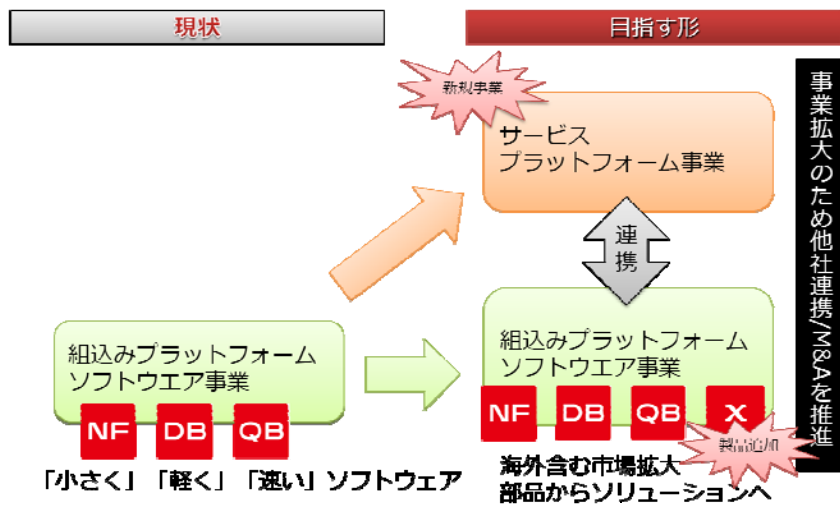 現状
目指す形
新規事業
サービス
プラットフォーム事業
連
携
組込みプラットフォーム
ソフトウエア事業
NF DB QB
「小さく」「軽く」「速い」ソフトウェア
組込みプラットフォーム
ソフトウエア事業
NF DB QB X
製品追加
海外含む市場拡大
部品からソリューションへ
事業拡大のため他社連携/M&Aを推進